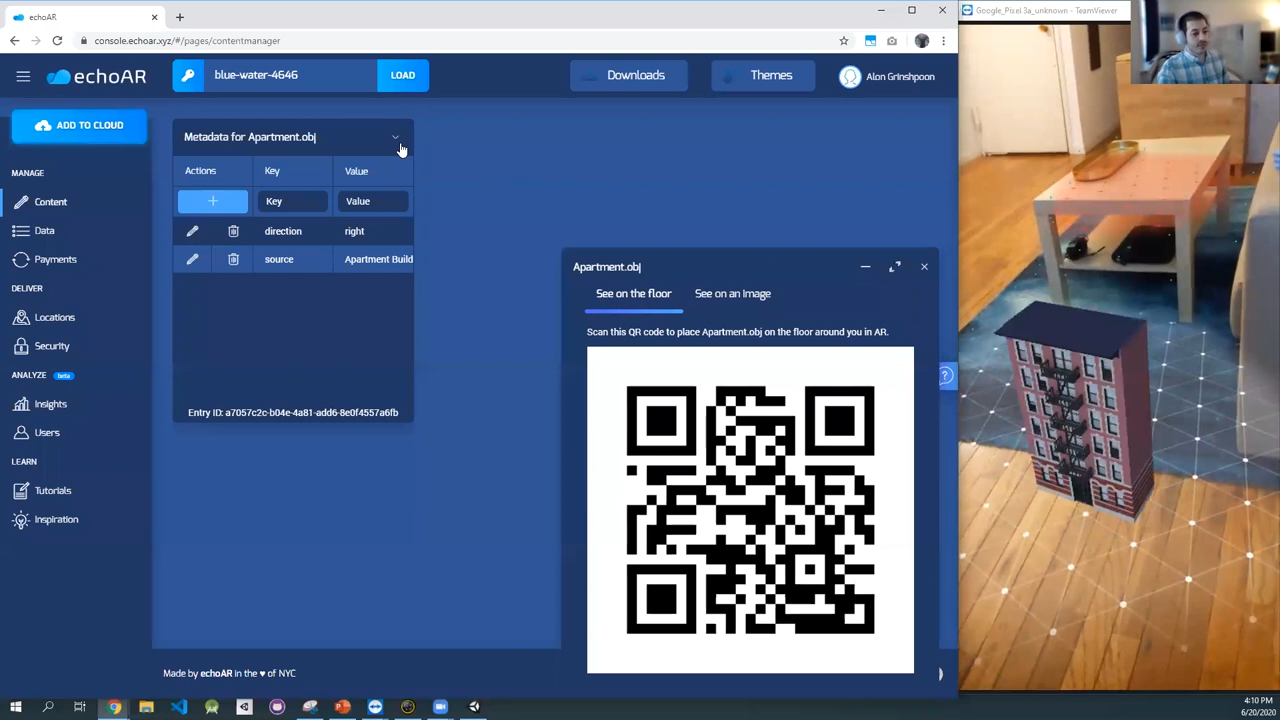 echoAR
Google_Pixel 3a_unknown - TeamViewer
console.echoar.xyz/#/pages/contentmanager
echoAR
blue-water-4646
LOAD
Downloads
Themes
Alon Grinshpoon
ADD TO CLOUD
Metadata for Apartment.obj
MANAGE
Actions
Key
Value
Content
+
Key
Value
Data
direction
right
Payments
source
Apartment Build
DELIVER
Locations
Security
ANALYZE
beta
Insights
Users
LEARN
Tutorials
Inspiration
Entry ID: a7057c2c-b04e-4a81-add6-8e0f4557a6fb
Apartment.obj
See on the floor
See on an Image
Scan this QR code to place Apartment.obj on the floor around you in AR.
?
Made by echoAR in the ♥ of NYC
4:10 PM
6/20/2020